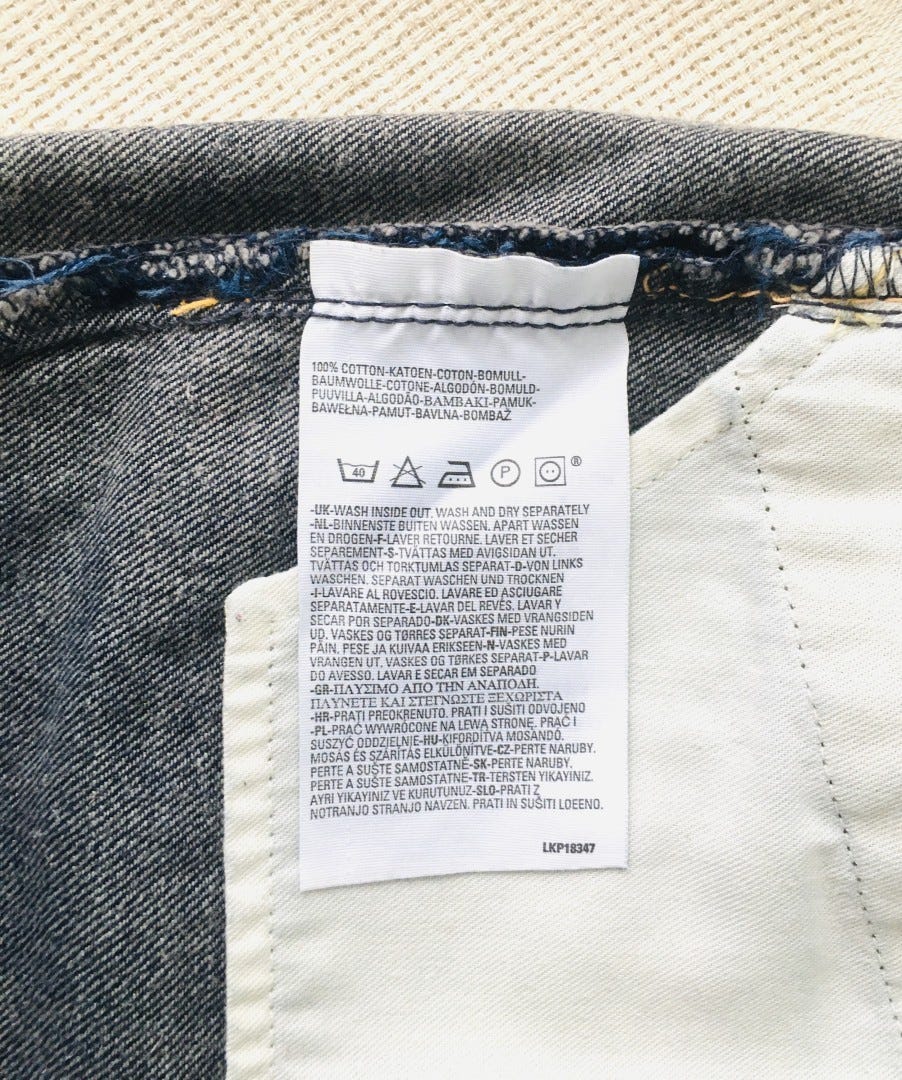 100% COTTON-KATOEN-COTON-BOMULL-
BAUMWOLLE-COTONE-ALGODÓN-BOMULD-
PUUVILLA-ALGODÃO-ΒΑΜΒΑΚΙ-PAMUK-
BAWEŁNA-PAMUT-BAVLNA-BOMBAŽ
40 P ®
-UK-WASH INSIDE OUT. WASH AND DRY SEPARATELY
-NL-BINNENSTE BUITEN WASSEN. APART WASSEN
EN DROGEN-F-LAVER RETOURNE. LAVER ET SECHER
SEPAREMENT-S-TVÄTTAS MED AVIGSIDAN UT.
TVÄTTAS OCH TORKTUMLAS SEPARAT-D-VON LINKS
WASCHEN. SEPARAT WASCHEN UND TROCKNEN
-I-LAVARE AL ROVESCIO. LAVARE ED ASCIUGARE
SEPARATAMENTE-E-LAVAR DEL REVÉS. LAVAR Y
SECAR POR SEPARADO-DK-VASKES MED VRANGSIDEN
UD. VASKES OG TØRRES SEPARAT-FIN-PESE NURIN
PÄIN. PESE JA KUIVAA ERIKSEEN-N-VASKES MED
VRANGEN UT. VASKES OG TØRKES SEPARAT-P-LAVAR
DO AVESSO. LAVAR E SECAR EM SEPARADO
-GR-ΠΛΥΣΙΜΟ ΑΠΟ ΤΗΝ ΑΝΑΠΟΔΗ.
ΠΛΥΝΕΤΕ ΚΑΙ ΣΤΕΓΝΩΣΤΕ ΞΕΧΩΡΙΣΤΑ
-HR-PRATI PREOKRENUTO. PRATI I SUŠITI ODVOJENO
-PL-PRAĆ WYWRÓCONE NA LEWĄ STRONĘ. PRAĆ I
SUSZYĆ ODDZIELNIE-HU-KIFORDÍTVA MOSANDÓ.
MOSÁS ÉS SZÁRÍTÁS ELKÜLÖNÍTVE-CZ-PERTE NARUBY.
PERTE A SUŠTE SAMOSTATNĚ-SK-PERTE NARUBY.
PERTE A SUŠTE SAMOSTATNE-TR-TERSTEN YIKAYINIZ.
AYRI YIKAYINIZ VE KURUTUNUZ-SLO-PRATI Z
NOTRANJO STRANJO NAVZEN. PRATI IN SUŠITI LOEENO.
LKP18347